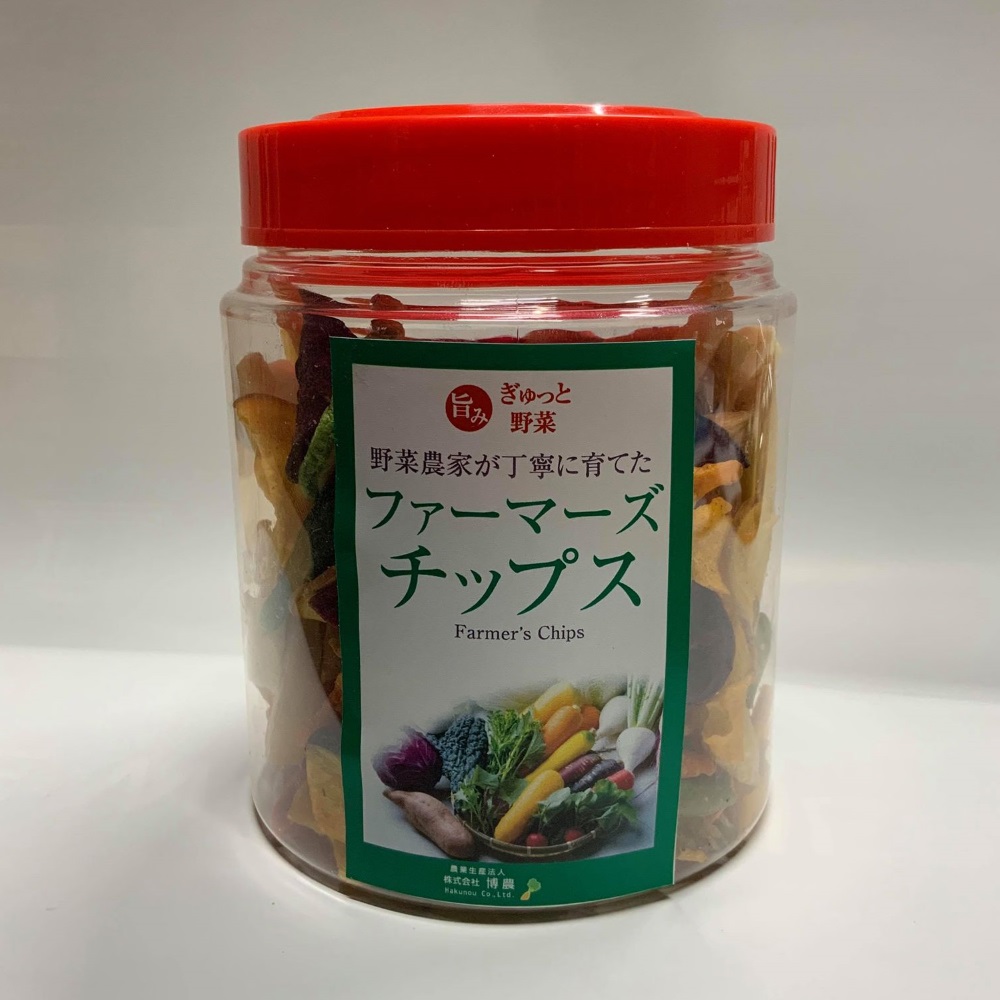 旨み ぎゅっと
野菜
野菜農家が丁寧に育てた
ファーマーズ
チップス
Farmer's Chips
農業生産法人
株式会社 博農
Hakunou Co.,Ltd.